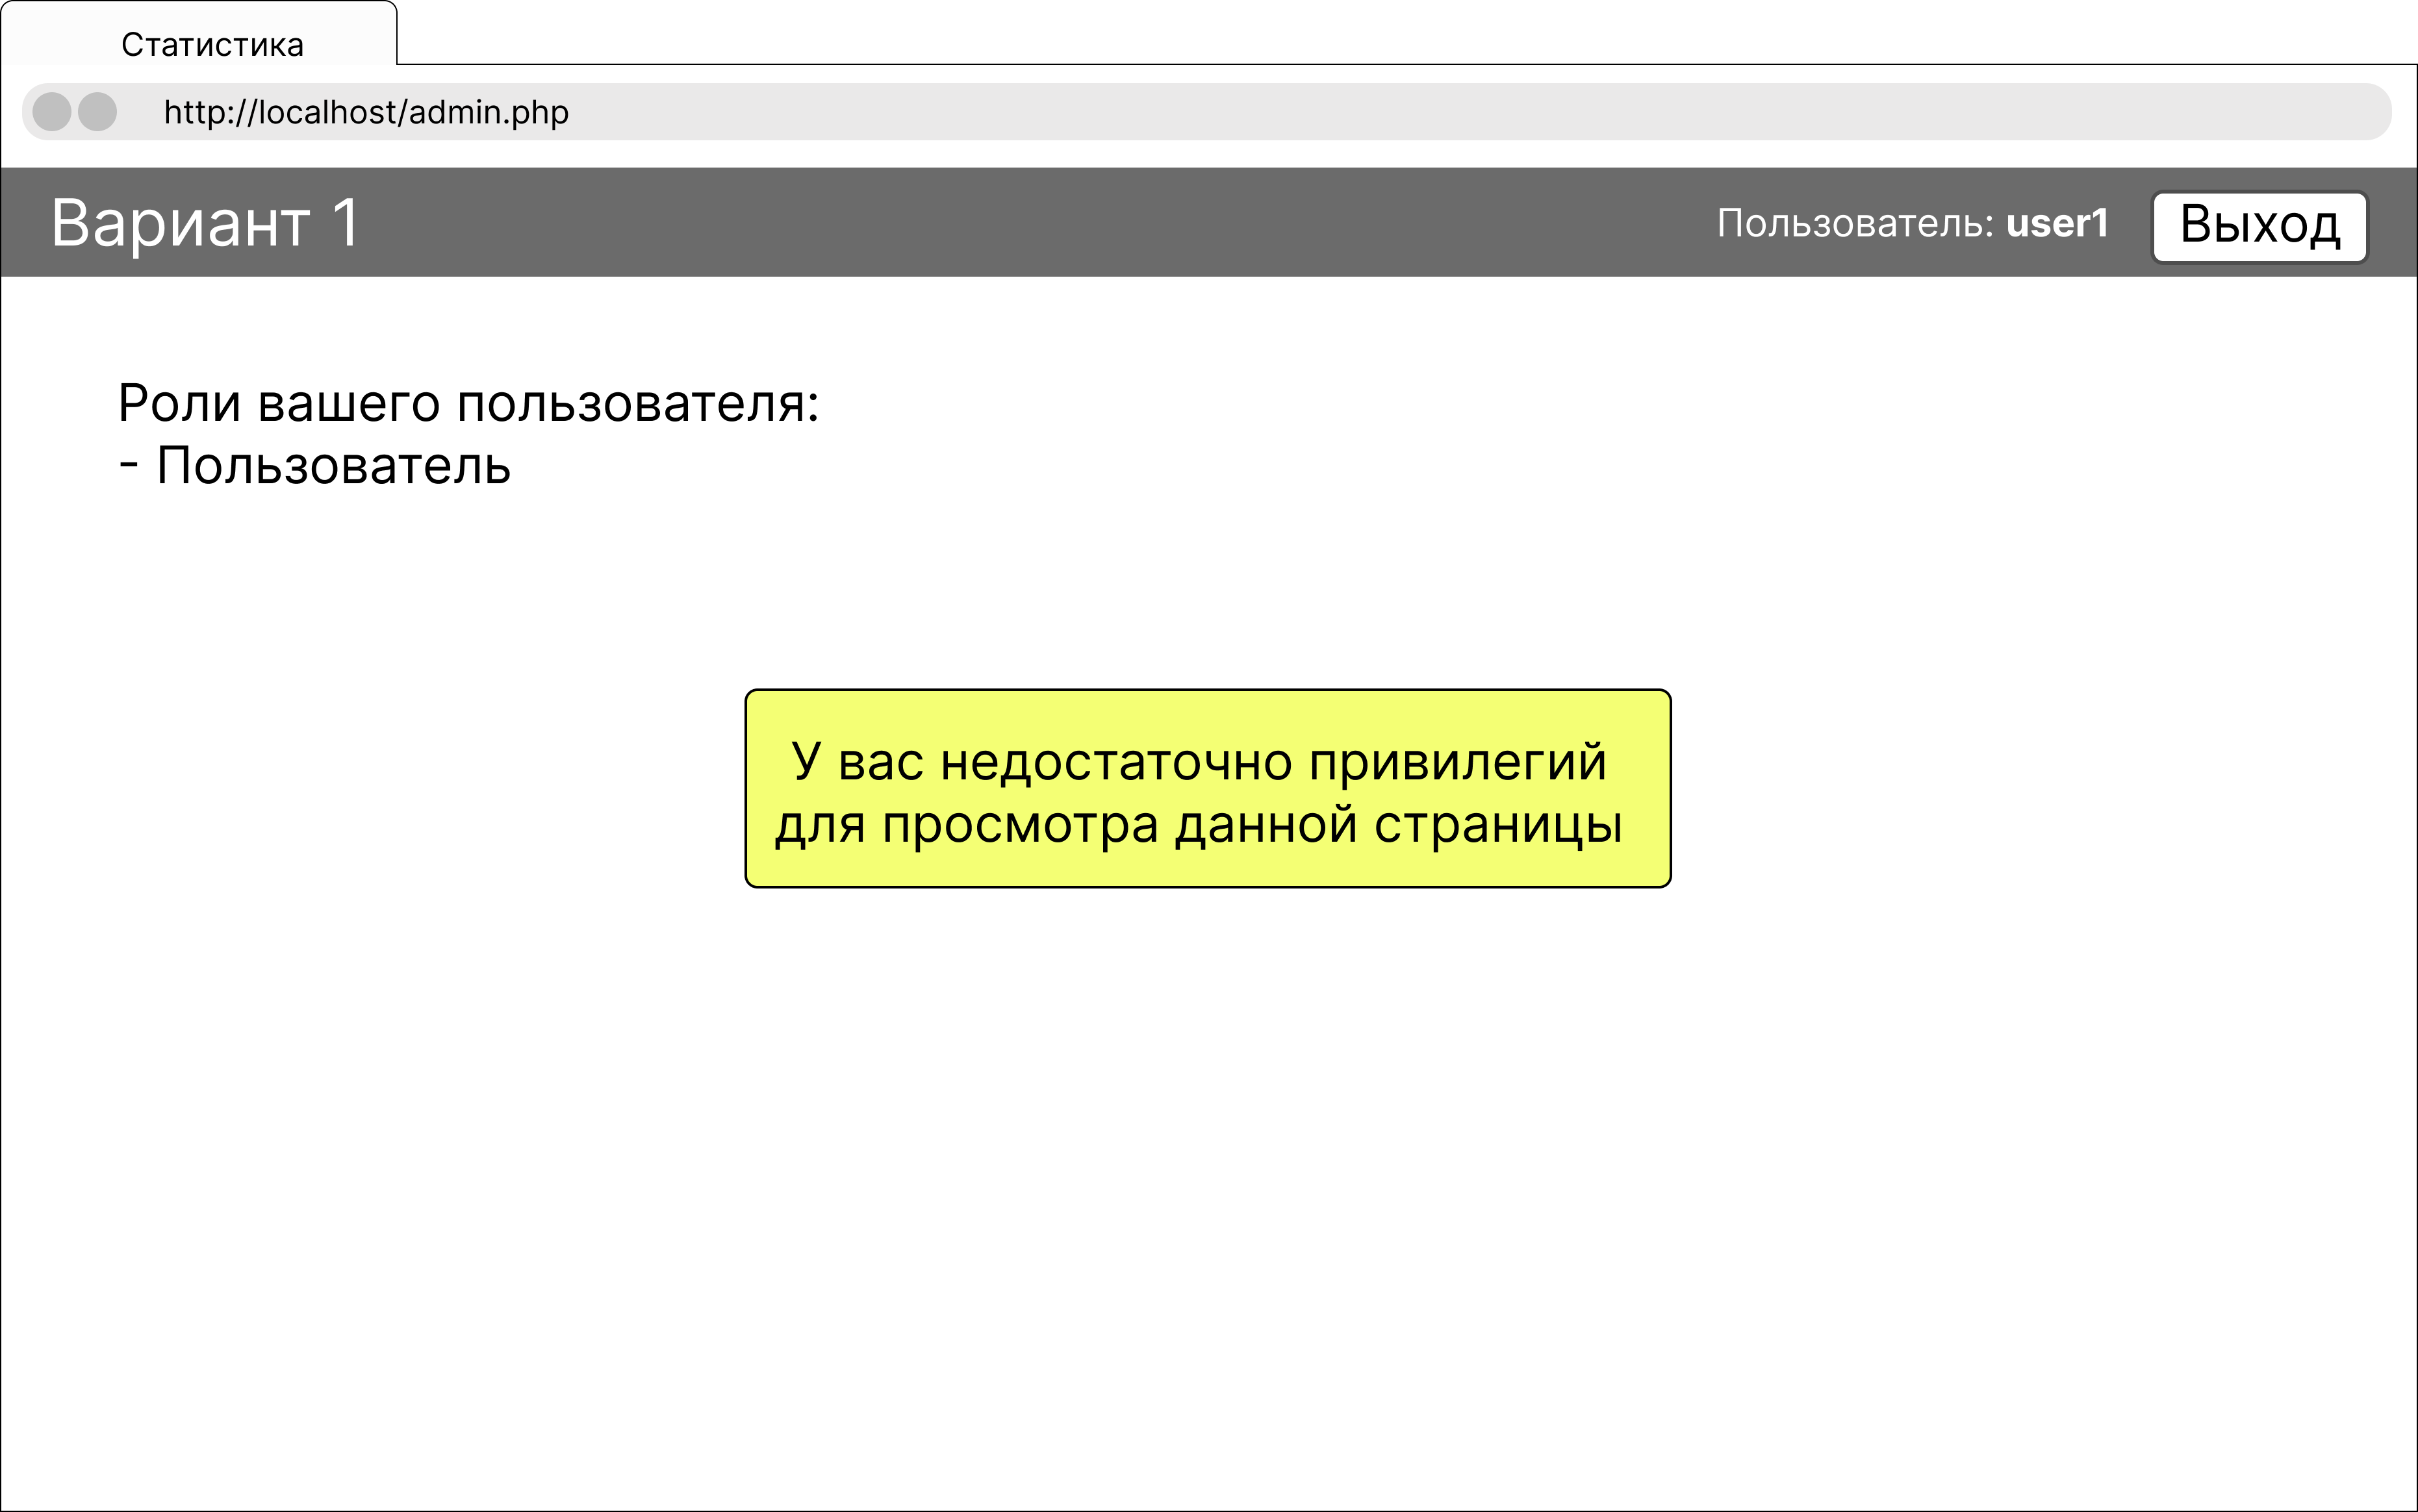 Статистика
http://localhost/admin.php
Вариант 1
Пользователь: user1
Выход
Роли вашего пользователя:
- Пользователь
У вас недостаточно привилегий
для просмотра данной страницы